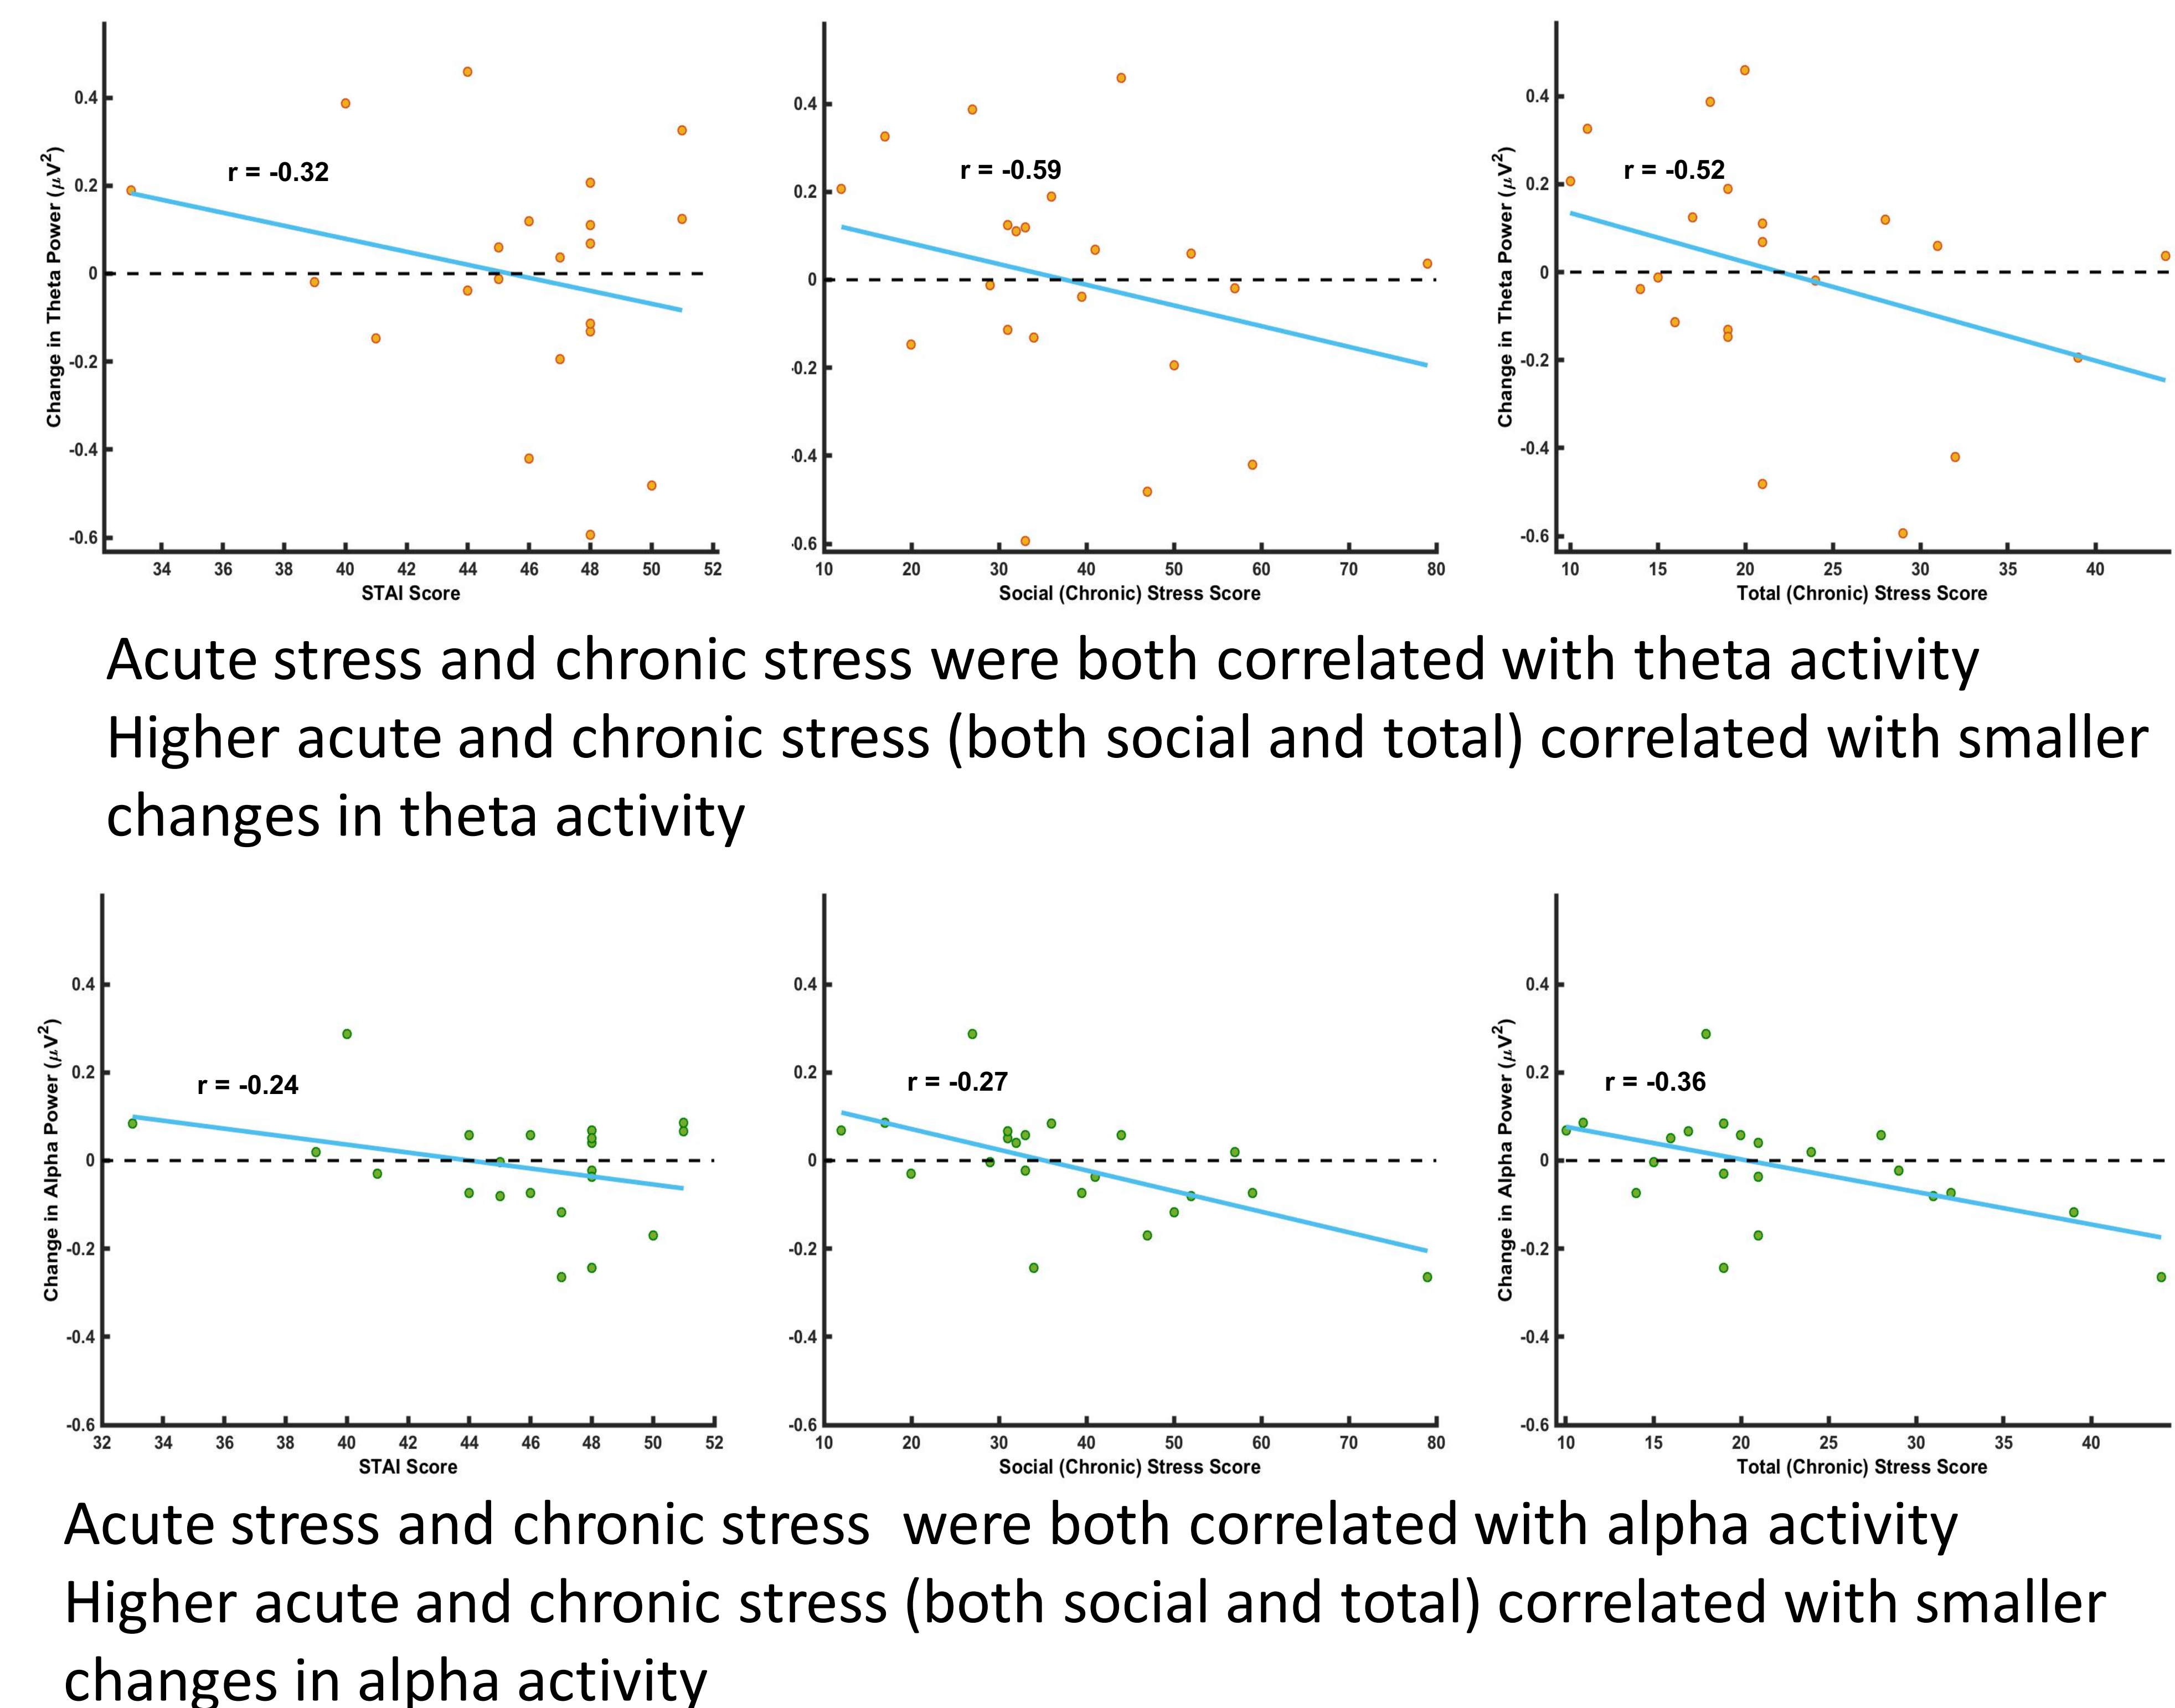 0.4
0.2
0
-0.2
-0.4
-0.6
Change in Theta Power (μV²)
r = -0.32
34 36 38 40 42 44 46 48 50 52
STAI Score
0.4
0.2
0
-0.2
-0.4
-0.6
r = -0.59
10 20 30 40 50 60 70 80
Social (Chronic) Stress Score
0.4
0.2
0
-0.2
-0.4
-0.6
Change in Theta Power (μV²)
r = -0.52
10 15 20 25 30 35 40
Total (Chronic) Stress Score
Acute stress and chronic stress were both correlated with theta activity
Higher acute and chronic stress (both social and total) correlated with smaller
changes in theta activity
0.4
0.2
0
-0.2
-0.4
-0.6
Change in Alpha Power (μV²)
r = -0.24
32 34 36 38 40 42 44 46 48 50 52
STAI Score
0.4
0.2
0
-0.2
-0.4
-0.6
r = -0.27
10 20 30 40 50 60 70 80
Social (Chronic) Stress Score
0.4
0.2
0
-0.2
-0.4
-0.6
Change in Alpha Power (μV²)
r = -0.36
10 15 20 25 30 35 40
Total (Chronic) Stress Score
Acute stress and chronic stress were both correlated with alpha activity
Higher acute and chronic stress (both social and total) correlated with smaller
changes in alpha activity